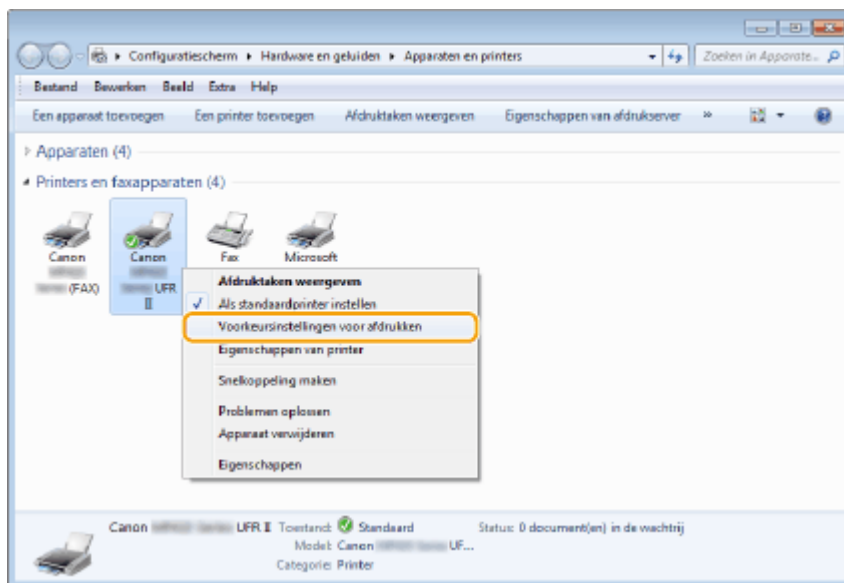 Configuratiescherm ▸ Hardware en geluiden ▸ Apparaten en printers
Zoeken in Apparate...
Bestand Bewerken Beeld Extra Help
Een apparaat toevoegen Een printer toevoegen Afdruktaken weergeven Eigenschappen van afdrukserver »
Apparaten (4)
Printers en faxapparaten (4)
Canon
(FAX)
Canon
UFR
II
Fax
Microsoft
Afdruktaken weergeven
Als standaardprinter instellen
Voorkeursinstellingen voor afdrukken
Eigenschappen van printer
Snelkoppeling maken
Problemen oplossen
Apparaat verwijderen
Eigenschappen
Canon UFR II Toestand: Standaard Status: 0 document(en) in de wachtrij
Model: Canon UF...
Categorie: Printer